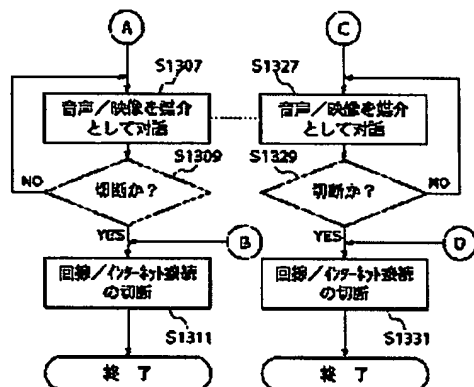 A
C
S1307
S1327
音声/映像を媒介
として対話
音声/映像を媒介
として対話
S1309
S1329
切断か?
切断か?
NO
NO
YES
B
YES
D
回線/インターネット接続
の切断
回線/インターネット接続
の切断
S1311
S1331
終了
終了